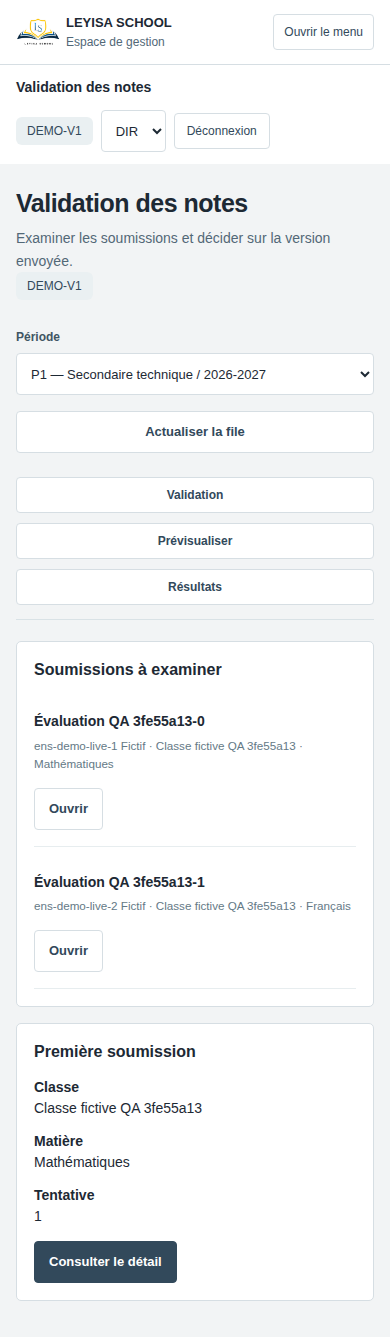 LEYISA SCHOOL
Espace de gestion
Ouvrir le menu
Validation des notes
DEMO-V1
DIR
Déconnexion
Validation des notes
Examiner les soumissions et décider sur la version
envoyée.
DEMO-V1
Période
P1 — Secondaire technique / 2026-2027
Actualiser la file
Validation
Prévisualiser
Résultats
Soumissions à examiner
Évaluation QA 3fe55a13-0
ens-demo-live-1 Fictif · Classe fictive QA 3fe55a13 ·
Mathématiques
Ouvrir
Évaluation QA 3fe55a13-1
ens-demo-live-2 Fictif · Classe fictive QA 3fe55a13 · Français
Ouvrir
Première soumission
Classe
Classe fictive QA 3fe55a13
Matière
Mathématiques
Tentative
1
Consulter le détail